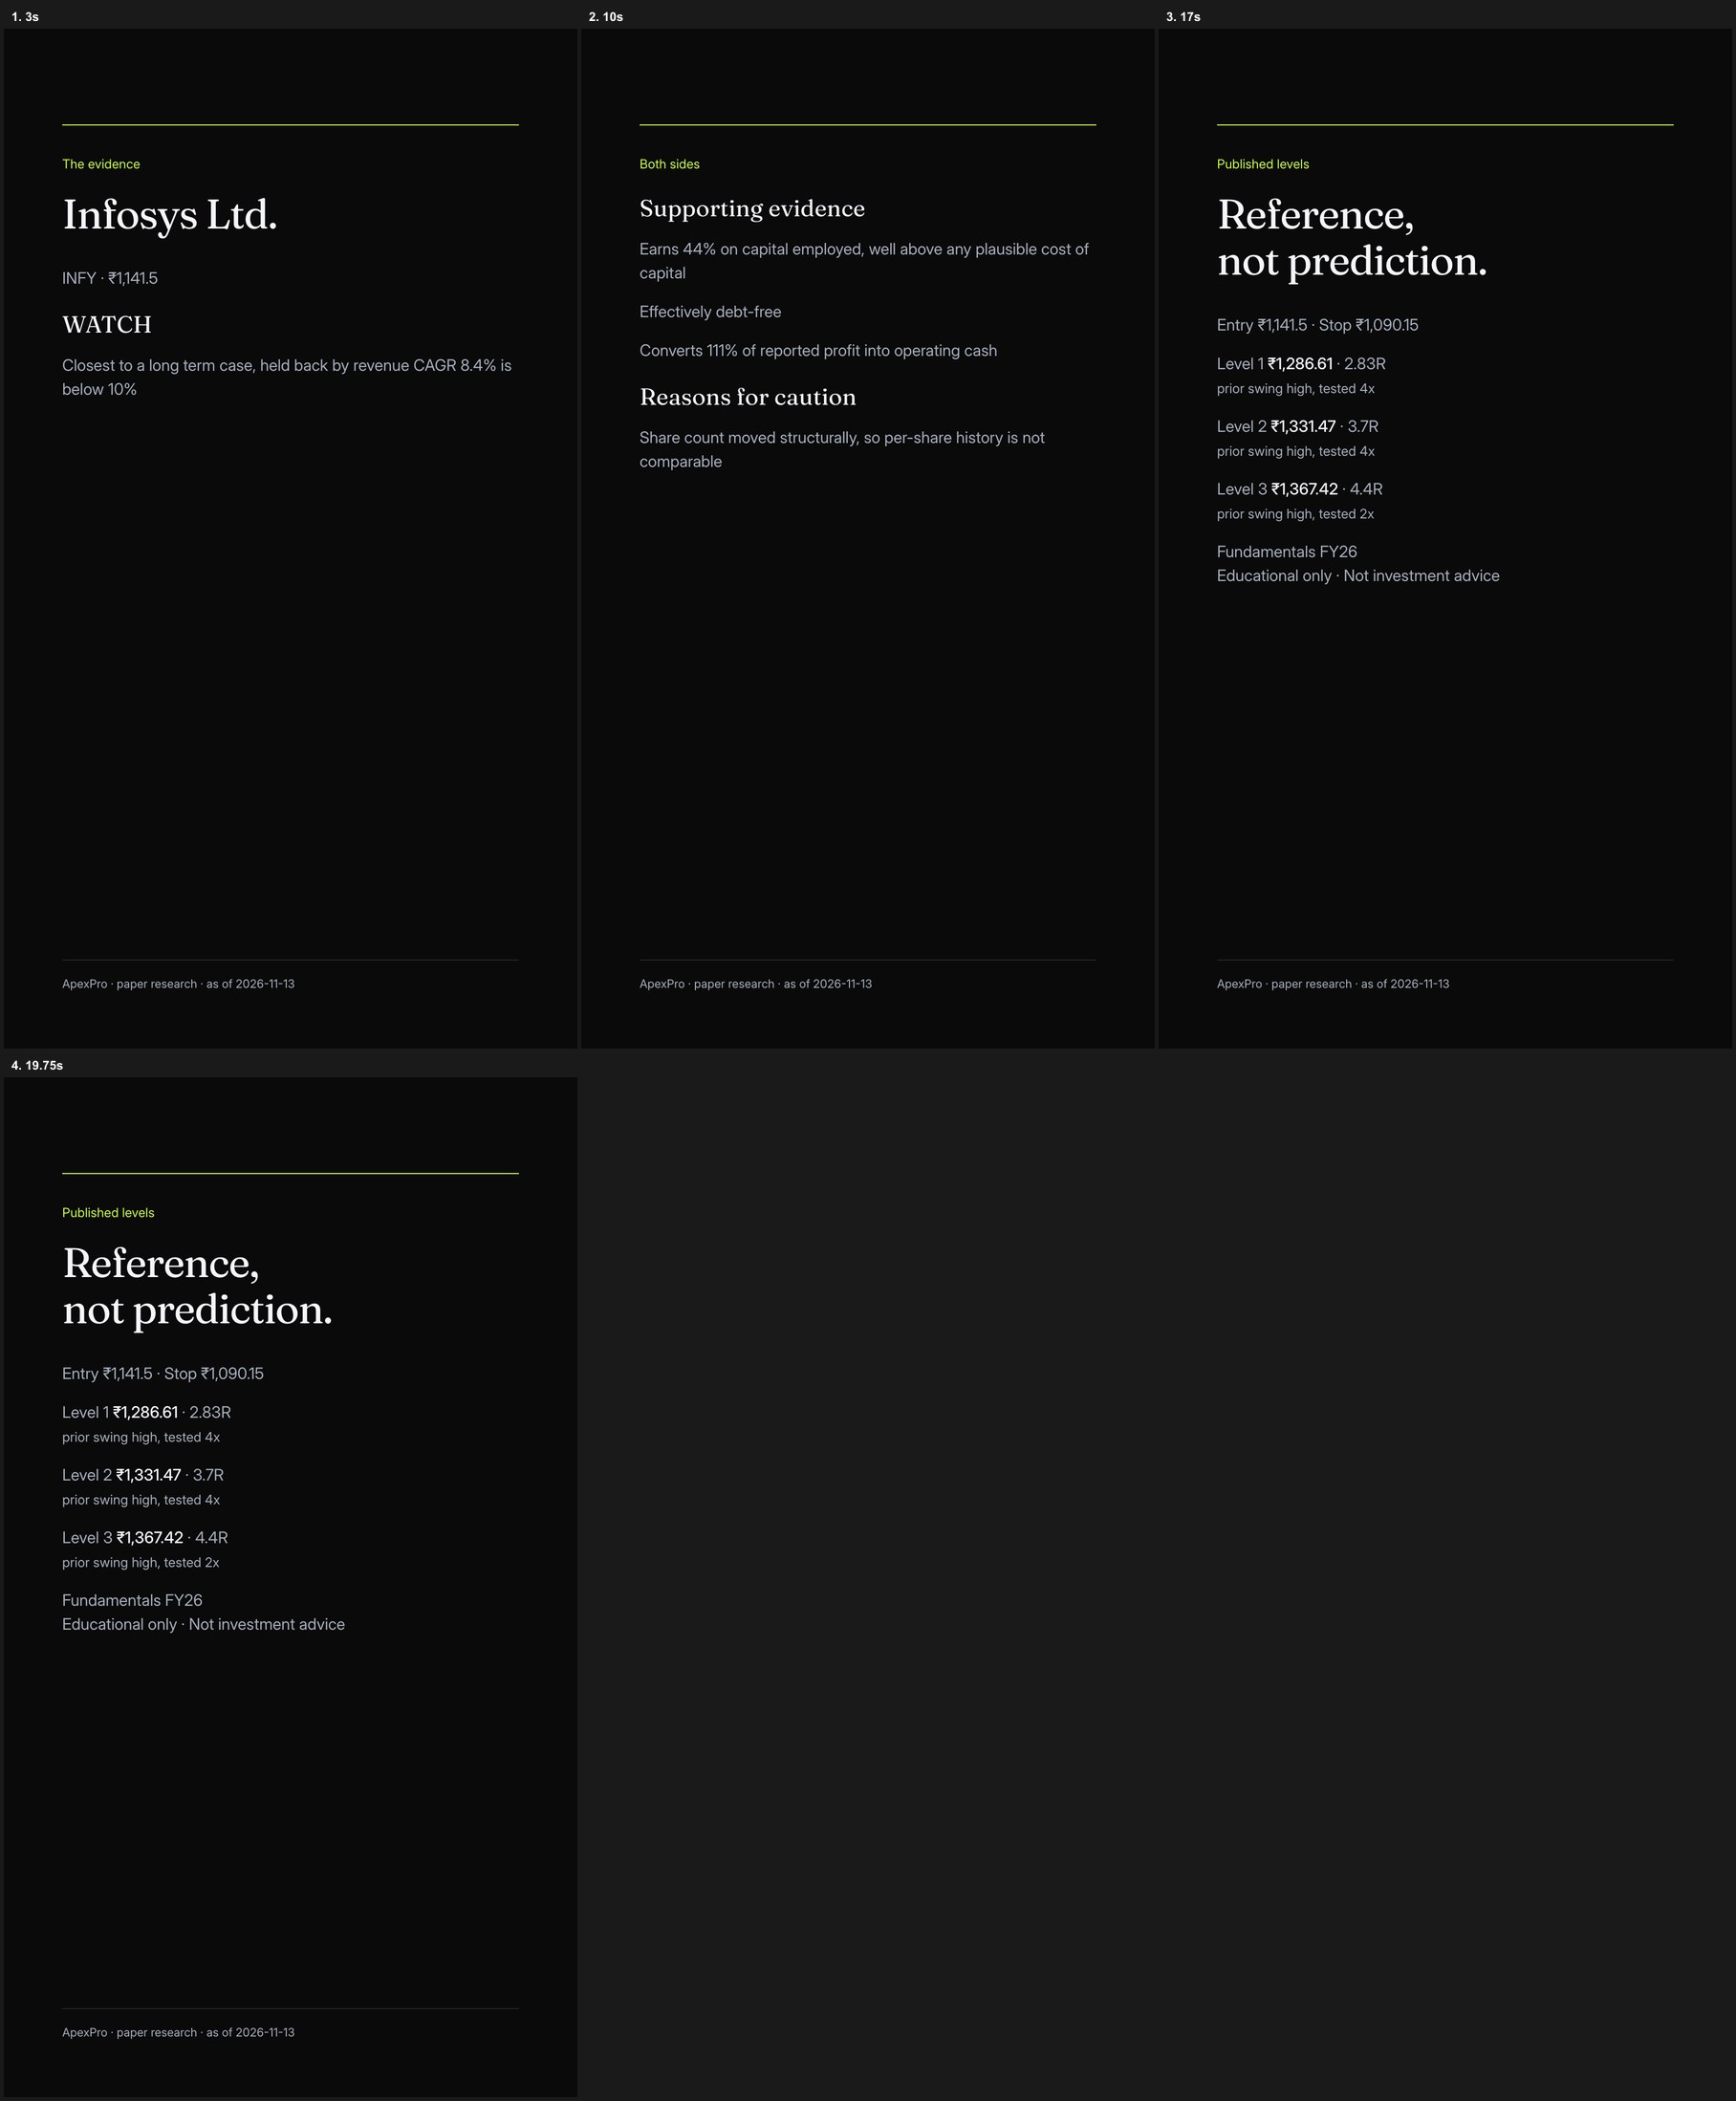 1. 3s
The evidence
Infosys Ltd.
INFY · ₹1,141.5
WATCH
Closest to a long term case, held back by revenue CAGR 8.4% is
below 10%
ApexPro · paper research · as of 2026-11-13
2. 10s
Both sides
Supporting evidence
Earns 44% on capital employed, well above any plausible cost of
capital
Effectively debt-free
Converts 111% of reported profit into operating cash
Reasons for caution
Share count moved structurally, so per-share history is not
comparable
ApexPro · paper research · as of 2026-11-13
3. 17s
Published levels
Reference,
not prediction.
Entry ₹1,141.5 · Stop ₹1,090.15
Level 1 ₹1,286.61 · 2.83R
prior swing high, tested 4x
Level 2 ₹1,331.47 · 3.7R
prior swing high, tested 4x
Level 3 ₹1,367.42 · 4.4R
prior swing high, tested 2x
Fundamentals FY26
Educational only · Not investment advice
ApexPro · paper research · as of 2026-11-13
4. 19.75s
Published levels
Reference,
not prediction.
Entry ₹1,141.5 · Stop ₹1,090.15
Level 1 ₹1,286.61 · 2.83R
prior swing high, tested 4x
Level 2 ₹1,331.47 · 3.7R
prior swing high, tested 4x
Level 3 ₹1,367.42 · 4.4R
prior swing high, tested 2x
Fundamentals FY26
Educational only · Not investment advice
ApexPro · paper research · as of 2026-11-13